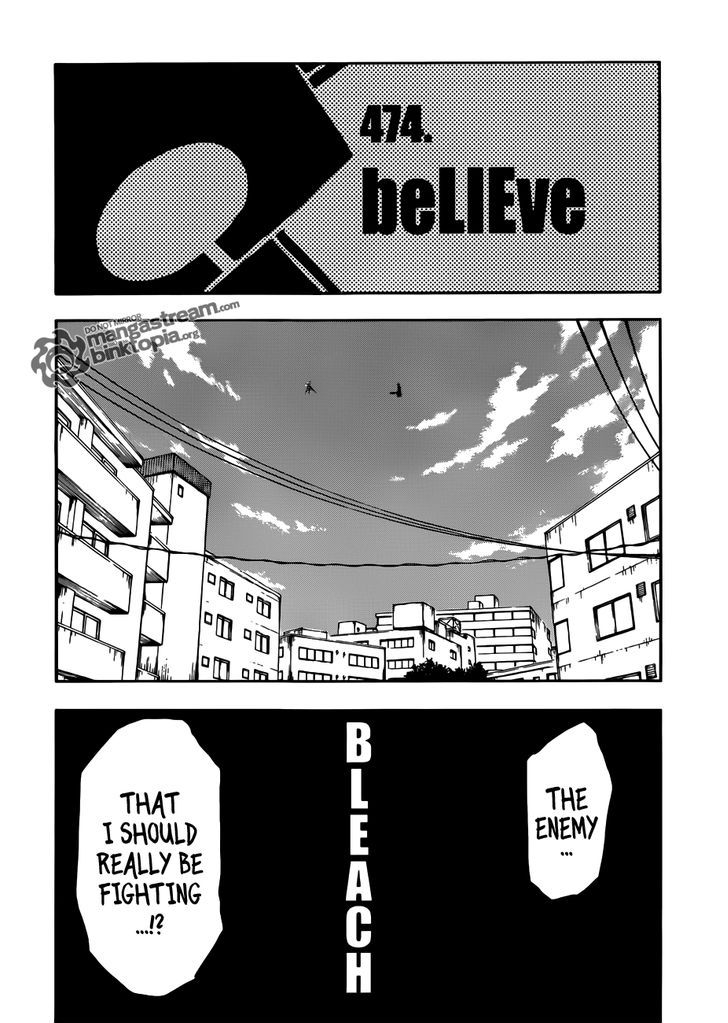 474.
beLIEve
DO NOT MIRROR
mangastream.com
binktopia.org
THE
ENEMY
...
BLEACH
THAT
I SHOULD
REALLY BE
FIGHTING
...!?